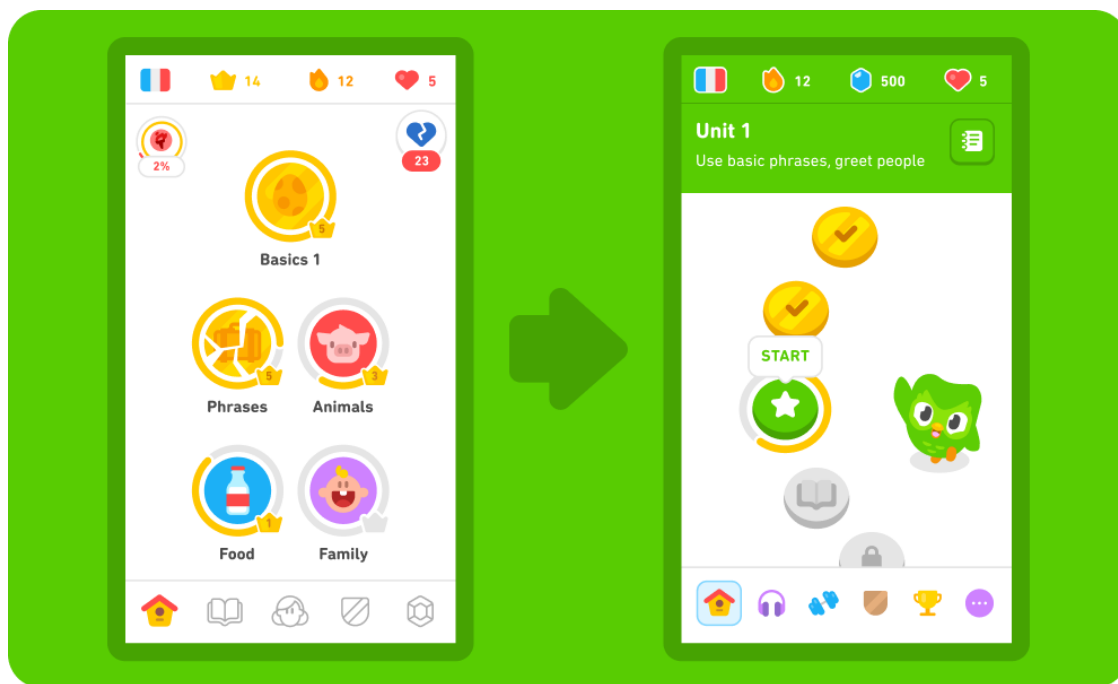 14 12 5
2% 23
5
Basics 1
5 3
Phrases Animals
1
Food Family
12 500 5
Unit 1
Use basic phrases, greet people
START